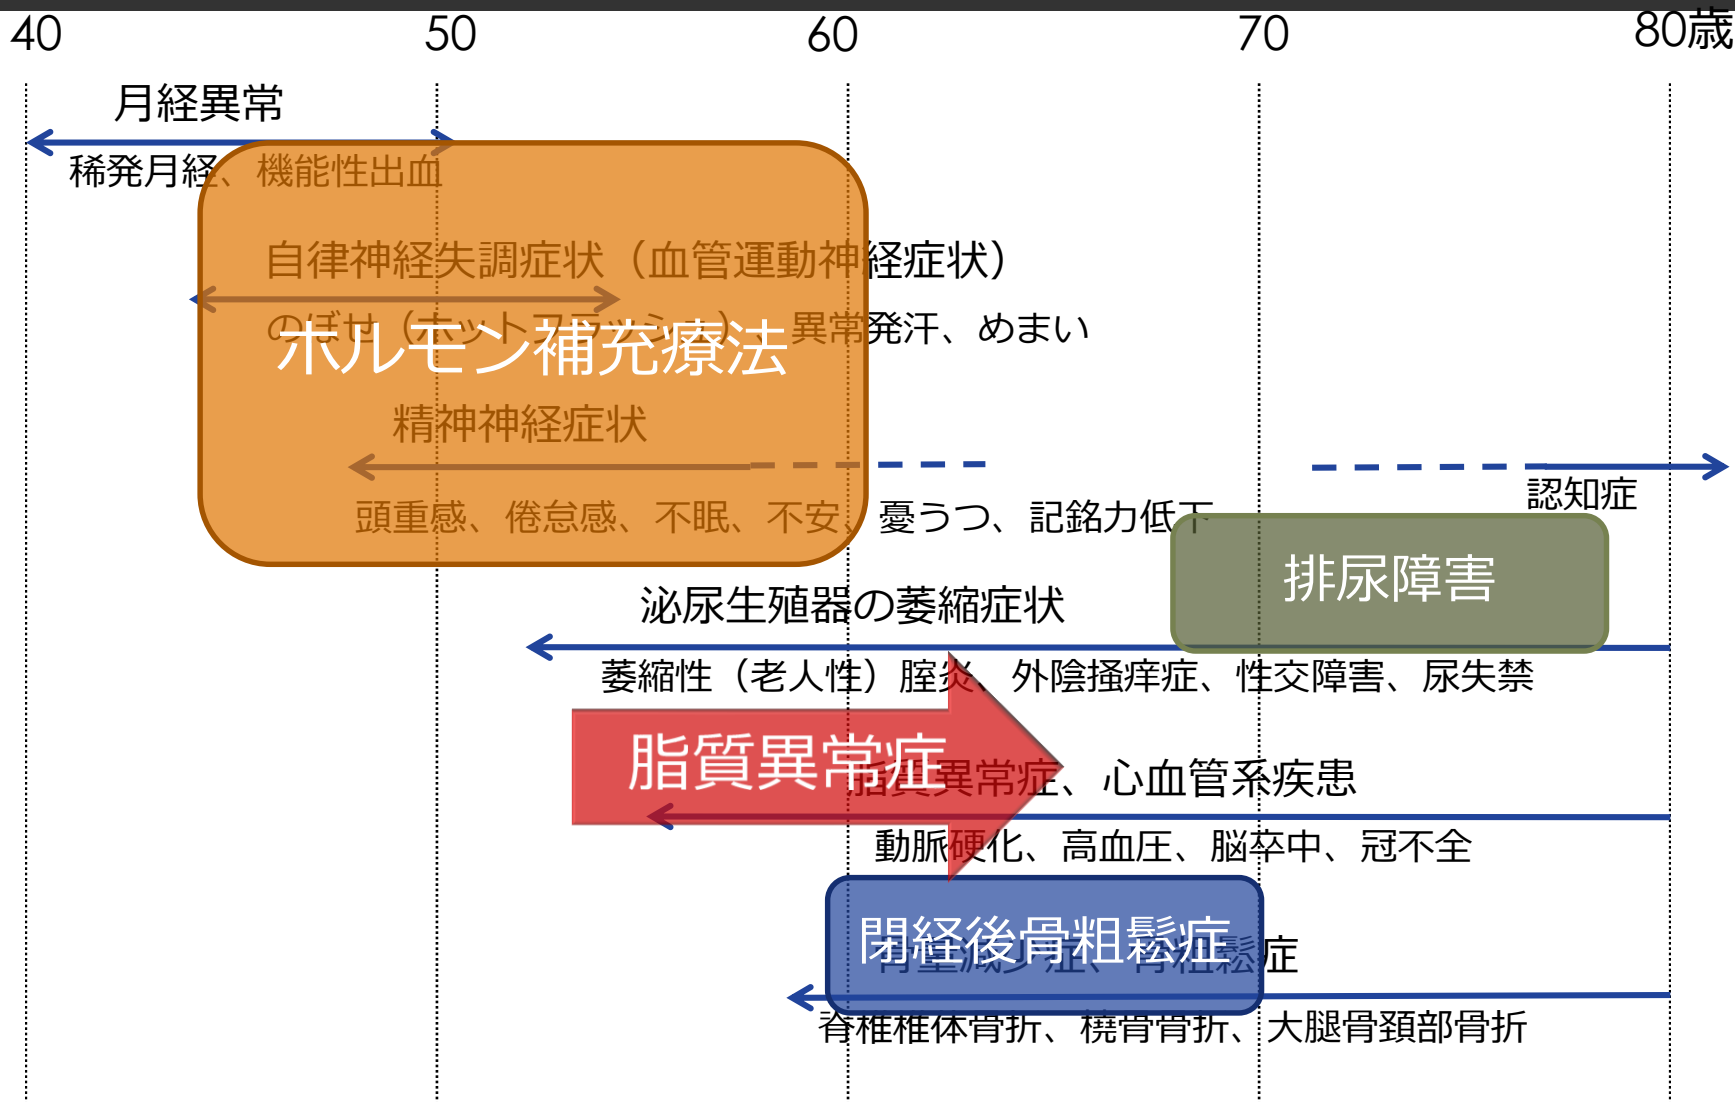 40 50 60 70 80歳
月経異常
稀発月経、機能性出血
自律神経失調症状（血管運動神経症状）
のぼせ（ホットフラッシュ）、異常発汗、めまい
ホルモン補充療法
精神神経症状
頭重感、倦怠感、不眠、不安、憂うつ、記銘力低下
認知症
排尿障害
泌尿生殖器の萎縮症状
萎縮性（老人性）腟炎、外陰掻痒症、性交障害、尿失禁
脂質異常症
脂質異常症、心血管系疾患
動脈硬化、高血圧、脳卒中、冠不全
閉経後骨粗鬆症
骨量減少症、骨粗鬆症
脊椎椎体骨折、橈骨骨折、大腿骨頚部骨折